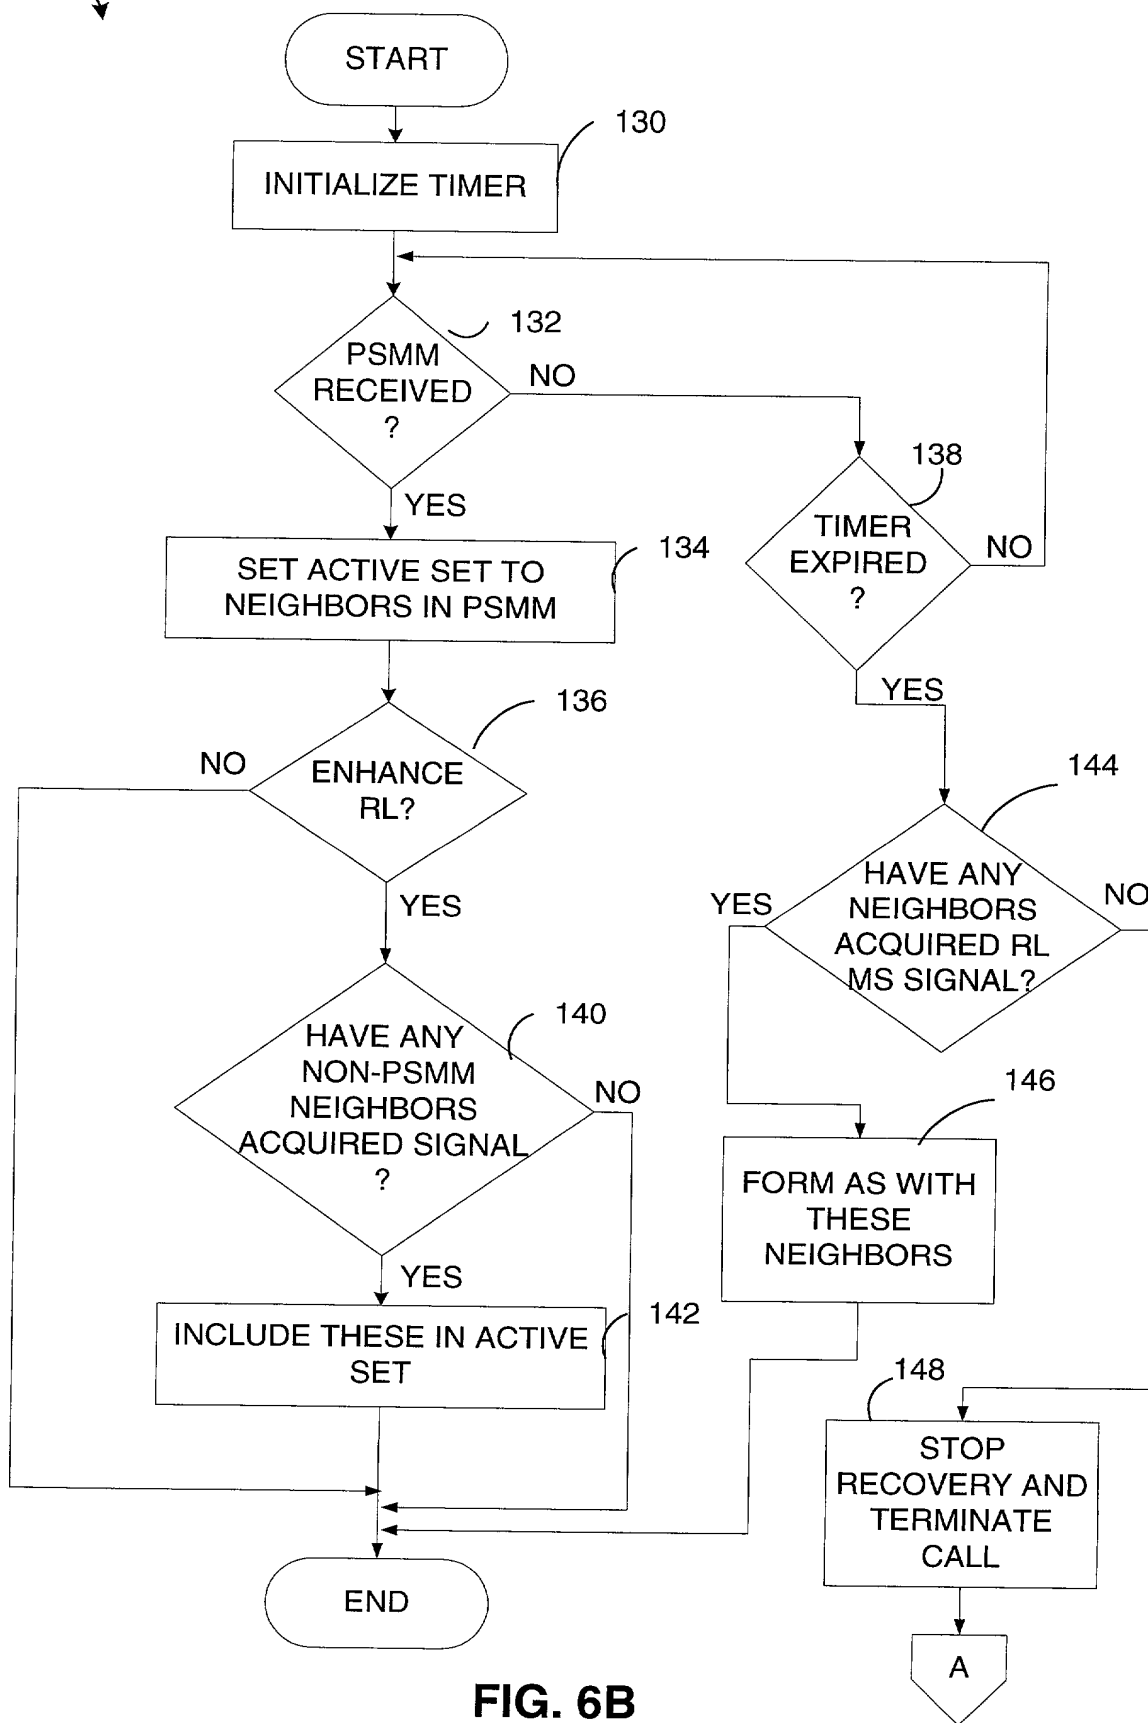 START
130
INITIALIZE TIMER
132
PSMM
RECEIVED
?
NO
YES
138
TIMER
EXPIRED
?
NO
YES
134
SET ACTIVE SET TO
NEIGHBORS IN PSMM
136
NO
ENHANCE
RL?
YES
144
HAVE ANY
NEIGHBORS
ACQUIRED RL
MS SIGNAL?
YES
NO
140
HAVE ANY
NON-PSMM
NEIGHBORS
ACQUIRED SIGNAL
?
NO
YES
146
FORM AS WITH
THESE
NEIGHBORS
142
INCLUDE THESE IN ACTIVE
SET
148
STOP
RECOVERY AND
TERMINATE
CALL
END
A
FIG. 6B